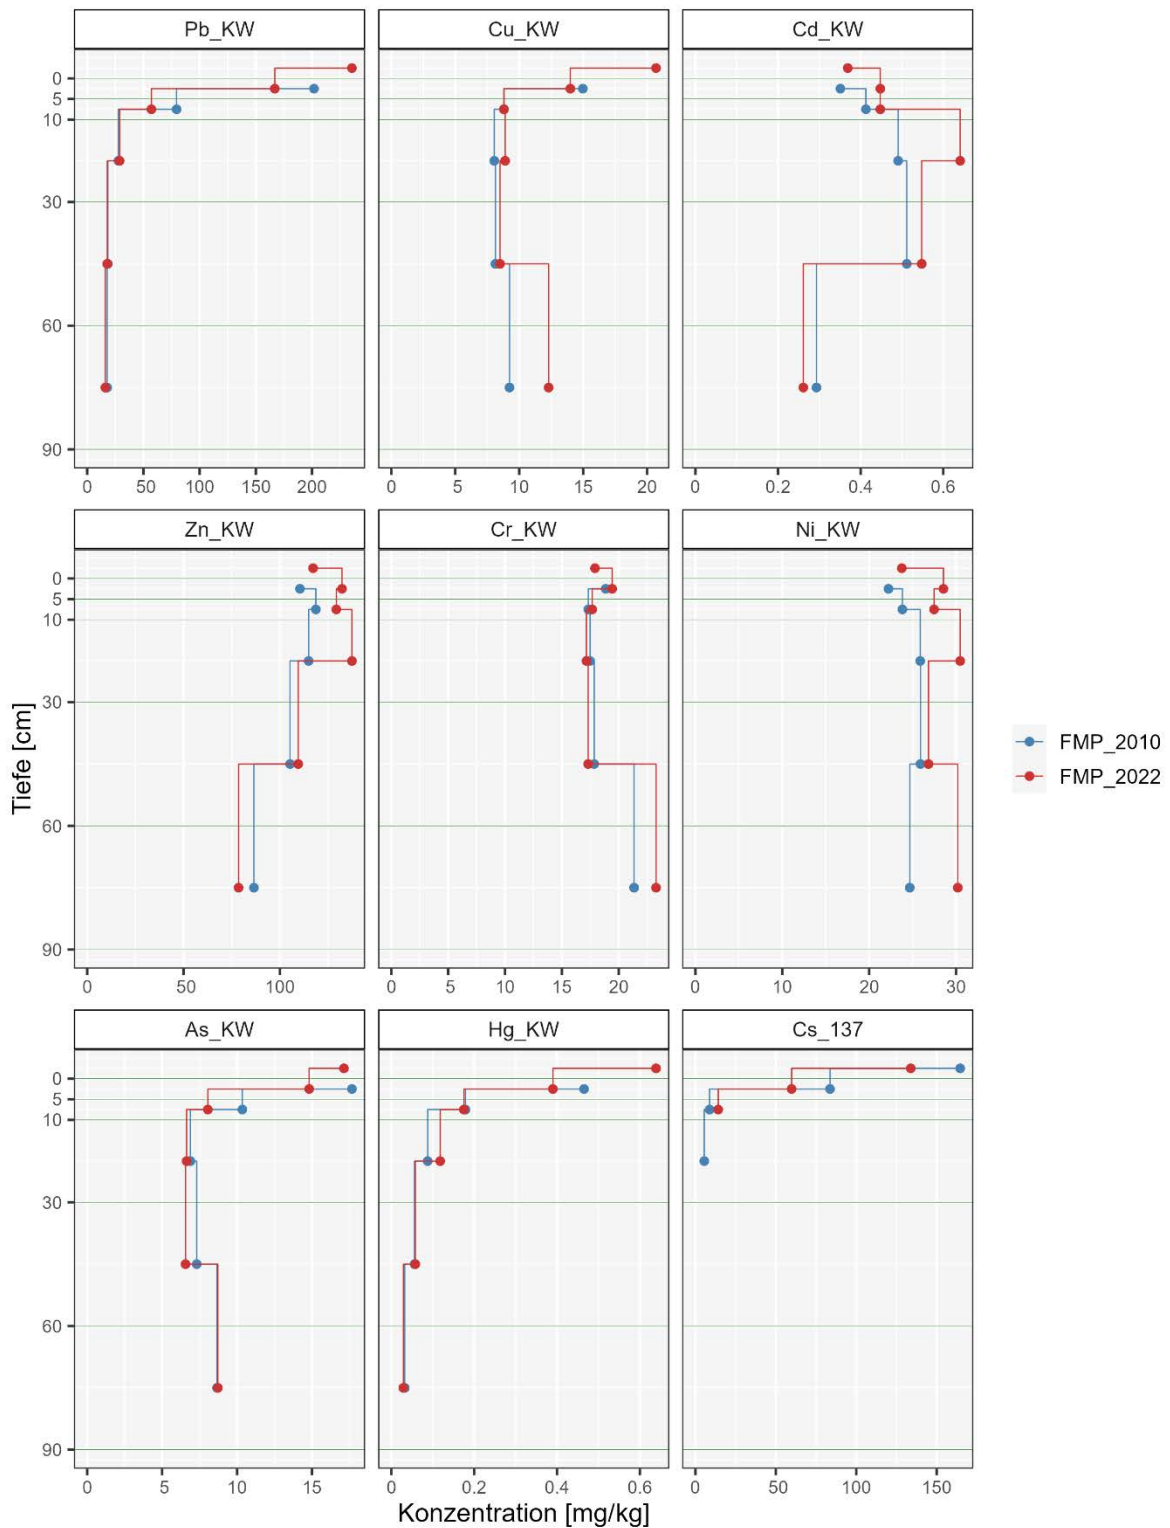 Pb_KW Cu_KW Cd_KW
0
5
10
30
60
90
0 50 100 150 200 0 5 10 15 20 0 0.2 0.4 0.6
Zn_KW Cr_KW Ni_KW
0
5
10
30
60
90
0 50 100 0 5 10 15 20 0 10 20 30
As_KW Hg_KW Cs_137
0
5
10
30
60
90
0 5 10 15 0 0.2 0.4 0.6 0 50 100 150
Tiefe [cm]
Konzentration [mg/kg]
FMP_2010
FMP_2022